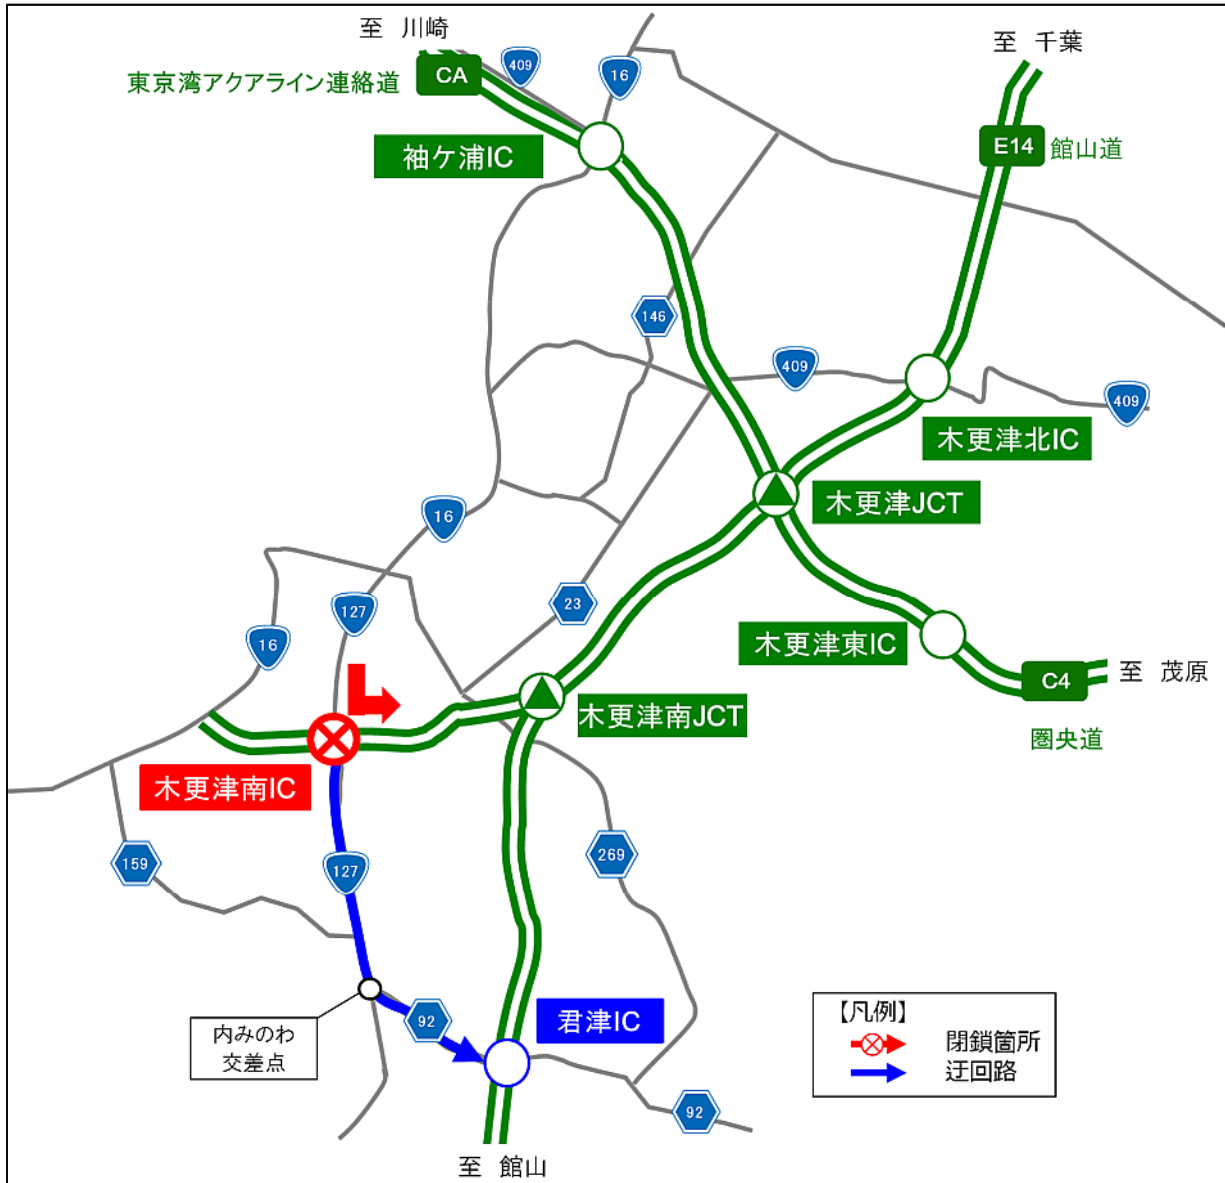 至 川崎
至 千葉
409
16
東京湾アクアライン連絡道
CA
E14
館山道
袖ケ浦IC
146
409
409
木更津北IC
木更津JCT
16
23
127
16
木更津東IC
C4
至 茂原
木更津南JCT
圏央道
木更津南IC
159
127
269
内みのわ
交差点
92
君津IC
【凡例】
閉鎖箇所
迂回路
92
至 館山